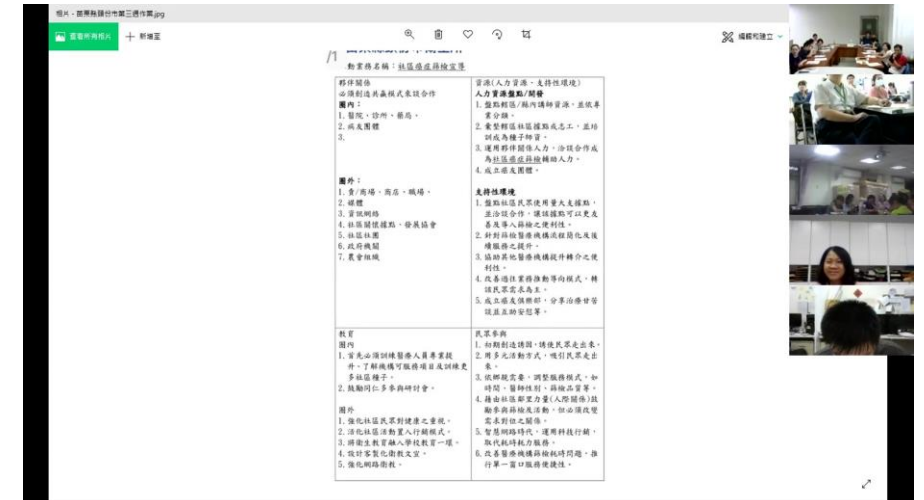 相片 - 苗栗縣頭份市第三週作業.jpg
查看所有相片
新增至
編輯和建立
動業務名稱：社區癌症篩檢宣導
夥伴關係
必須創造共贏模式來談合作
圈內：
1. 醫院、診所、藥局。
2. 病友團體
3.
圈外：
1. 賣/商場、商店、職場。
2. 媒體
3. 資訊網絡
4. 社區關懷據點、發展協會
5. 社區社團
6. 政府機關
7. 農會組織
資源(人力資源、支持性環境)
人力資源盤點/開發
1. 盤點轄區/縣內講師資源，並依專
業分類。
2. 彙整轄區社區據點或志工，並培
訓成為種子師資。
3. 運用夥伴關係人力，洽談合作成
為社區癌症篩檢輔助人力。
4. 成立癌友團體。
支持性環境
1. 盤點社區民眾使用量大支據點，
並洽談合作，讓該據點可以更友
善及導入篩檢之便利性。
2. 針對篩檢醫療機構流程簡化及後
續服務之提升。
3. 協助其他醫療機構提升轉介之便
利性。
4. 改善過往業務推動導向模式，轉
該民眾需求為主。
5. 成立癌友俱樂部，分享治療甘苦
談並互助安慰等。
教育
圈內
1. 首先必須訓練醫療人員專業提
升、了解機構可服務項目及訓練更
多社區種子。
2. 鼓勵同仁多參與研討會。
圈外
1. 強化社區民眾對健康之重視。
2. 活化社區活動置入行銷模式。
3. 將衛生教育融入學校教育一環。
4. 設計客製化衛教文宣。
5. 強化網路衛教。
民眾參與
1. 初期創造誘因，誘使民眾走出來。
2. 用多元活動方式，吸引民眾走出
來。
3. 依鄉親需要，調整服務模式，如
時間、醫師性別、篩檢品質等。
4. 藉由社區鄰里力量(人際關係)鼓
勵參與篩檢及活動，但必須改變
需求對位之關係。
5. 智慧網路時代，運用科技行銷，
取代耗時耗力服務。
6. 改善醫療機構篩檢耗時問題，推
行單一窗口服務便捷性。